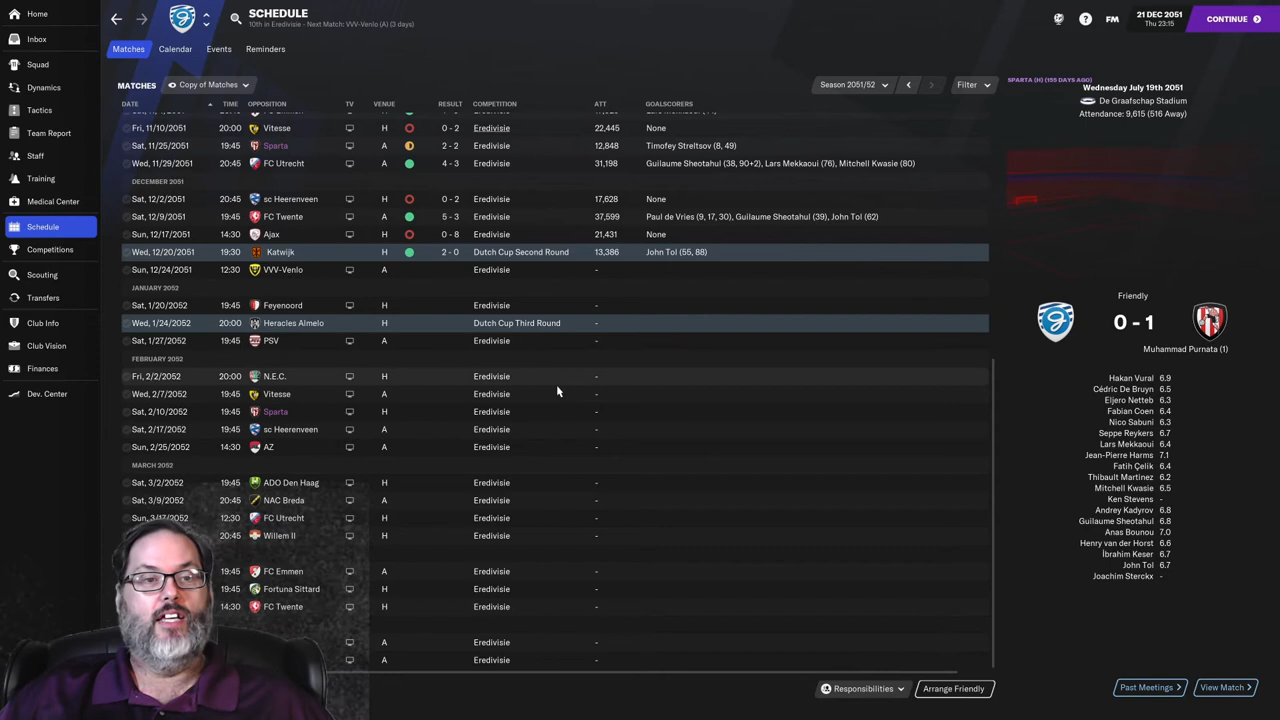 Home
Inbox
Squad
Dynamics
Tactics
Team Report
Staff
Training
Medical Center
Schedule
Competitions
Scouting
Transfers
Club Info
Club Vision
Finances
Dev. Center
SCHEDULE
10th in Eredivisie - Next Match: VVV-Venlo (A) (3 days)
FM
21 DEC 2051
Thu 23:15
CONTINUE
Matches Calendar Events Reminders
MATCHES Copy of Matches Season 2051/52 Filter
DATE TIME OPPOSITION TV VENUE RESULT COMPETITION ATT GOALSCORERS
Fri, 11/10/2051 20:00 Vitesse H 0 - 2 Eredivisie 22,445 None
Sat, 11/25/2051 19:45 Sparta A 2 - 2 Eredivisie 12,848 Timofey Streltsov (8, 49)
Wed, 11/29/2051 20:45 FC Utrecht A 4 - 3 Eredivisie 31,198 Guilaume Sheotahul (38, 90+2), Lars Mekkaoui (76), Mitchell Kwasie (80)
DECEMBER 2051
Sat, 12/2/2051 20:45 sc Heerenveen H 0 - 2 Eredivisie 17,628 None
Sat, 12/9/2051 19:45 FC Twente A 5 - 3 Eredivisie 37,599 Paul de Vries (9, 17, 30), Guilaume Sheotahul (39), John Tol (62)
Sun, 12/17/2051 14:30 Ajax H 0 - 8 Eredivisie 21,431 None
Wed, 12/20/2051 19:30 Katwijk H 2 - 0 Dutch Cup Second Round 13,386 John Tol (55, 88)
Sun, 12/24/2051 12:30 VVV-Venlo A Eredivisie -
JANUARY 2052
Sat, 1/20/2052 19:45 Feyenoord H Eredivisie -
Wed, 1/24/2052 20:00 Heracles Almelo H Dutch Cup Third Round -
Sat, 1/27/2052 19:45 PSV A Eredivisie -
FEBRUARY 2052
Fri, 2/2/2052 20:00 N.E.C. H Eredivisie -
Wed, 2/7/2052 19:45 Vitesse A Eredivisie -
Sat, 2/10/2052 19:45 Sparta H Eredivisie -
Sat, 2/17/2052 19:45 sc Heerenveen A Eredivisie -
Sun, 2/25/2052 14:30 AZ A Eredivisie -
MARCH 2052
Sat, 3/2/2052 19:45 ADO Den Haag H Eredivisie -
Sat, 3/9/2052 20:45 NAC Breda A Eredivisie -
Sun, 3/17/2052 12:30 FC Utrecht H Eredivisie -
20:45 Willem II H Eredivisie -
19:45 FC Emmen A Eredivisie -
19:45 Fortuna Sittard H Eredivisie -
14:30 FC Twente H Eredivisie -
A Eredivisie -
A Eredivisie -
Responsibilities Arrange Friendly
SPARTA (H) (155 DAYS AGO)
Wednesday July 19th 2051
De Graafschap Stadium
Attendance: 9,615 (516 Away)
Friendly
0 - 1
Muhammad Purnata (1)
Hakan Vural 6.9
Cédric De Bruyn 6.5
Eljero Netteb 6.3
Fabian Coen 6.4
Nico Sabuni 6.3
Seppe Reykers 6.7
Lars Mekkaoui 6.4
Jean-Pierre Harms 7.1
Fatih Çelik 6.4
Thibault Martinez 6.2
Mitchell Kwasie 6.5
Ken Stevens -
Andrey Kadyrov 6.8
Guilaume Sheotahul 6.8
Anas Bounou 7.0
Henry van der Horst 6.6
İbrahim Keser 6.7
John Tol 6.7
Joachim Sterckx -
Past Meetings View Match